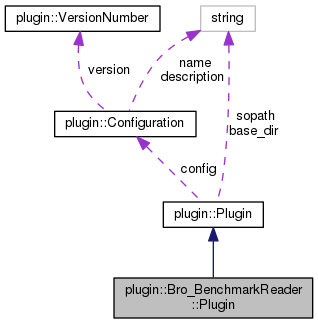 plugin::VersionNumber
string
version
name
description
plugin::Configuration
sopath
base_dir
config
plugin::Plugin
plugin::Bro_BenchmarkReader
::Plugin